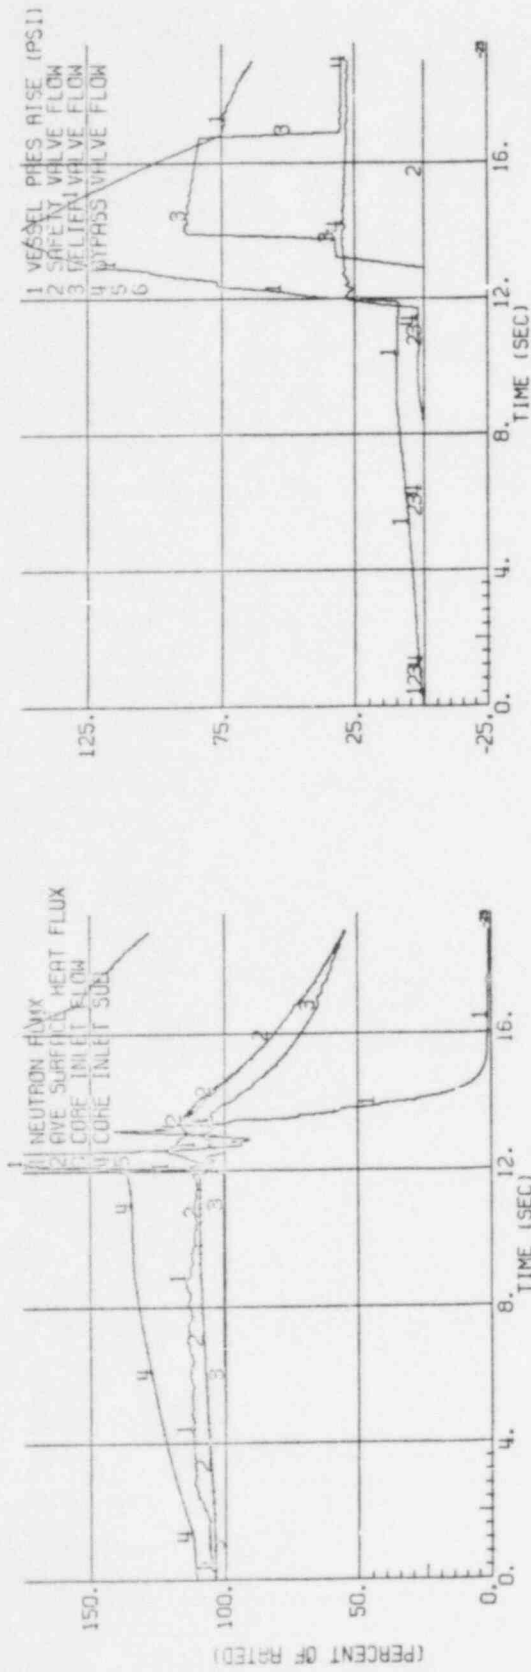 1 NEUTRON FLUX
2 AVE SURFACE HEAT FLUX
3 CORE INLET FLOW
4 CORE INLET SUB
5
150.
100.
50.
0.
(PERCENT OF RATED)
0.
4.
8.
12.
16.
TIME (SEC)
1 VESSEL PRES RISE (PSI)
2 SAFETY VALVE FLOW
3 RELIEF VALVE FLOW
4 BYPASS VALVE FLOW
5
6
125.
75.
25.
-25.
0.
4.
8.
12.
16.
TIME (SEC)